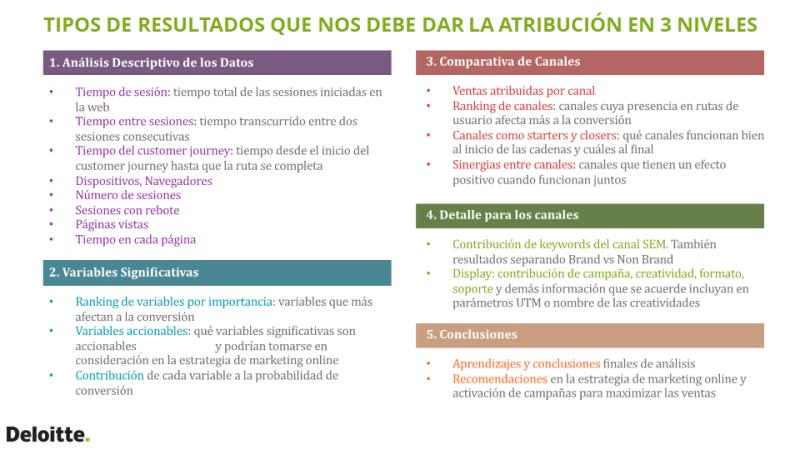 TIPOS DE RESULTADOS QUE NOS DEBE DAR LA ATRIBUCIÓN EN 3 NIVELES
1. Análisis Descriptivo de los Datos
• Tiempo de sesión: tiempo total de las sesiones iniciadas en
la web
• Tiempo entre sesiones: tiempo transcurrido entre dos
sesiones consecutivas
• Tiempo del customer journey: tiempo desde el inicio del
customer journey hasta que la ruta se completa
• Dispositivos, Navegadores
• Número de sesiones
• Sesiones con rebote
• Páginas vistas
• Tiempo en cada página
2. Variables Significativas
• Ranking de variables por importancia: variables que más
afectan a la conversión
• Variables accionables: qué variables significativas son
accionables y podrían tomarse en
consideración en la estrategia de marketing online
• Contribución de cada variable a la probabilidad de
conversión
3. Comparativa de Canales
• Ventas atribuidas por canal
• Ranking de canales: canales cuya presencia en rutas de
usuario afecta más a la conversión
• Canales como starters y closers: qué canales funcionan bien
al inicio de las cadenas y cuáles al final
• Sinergias entre canales: canales que tienen un efecto
positivo cuando funcionan juntos
4. Detalle para los canales
• Contribución de keywords del canal SEM. También
resultados separando Brand vs Non Brand
• Display: contribución de campaña, creatividad, formato,
soporte y demás información que se acuerde incluyan en
parámetros UTM o nombre de las creatividades
5. Conclusiones
• Aprendizajes y conclusiones finales de análisis
• Recomendaciones en la estrategia de marketing online y
activación de campañas para maximizar las ventas
Deloitte.